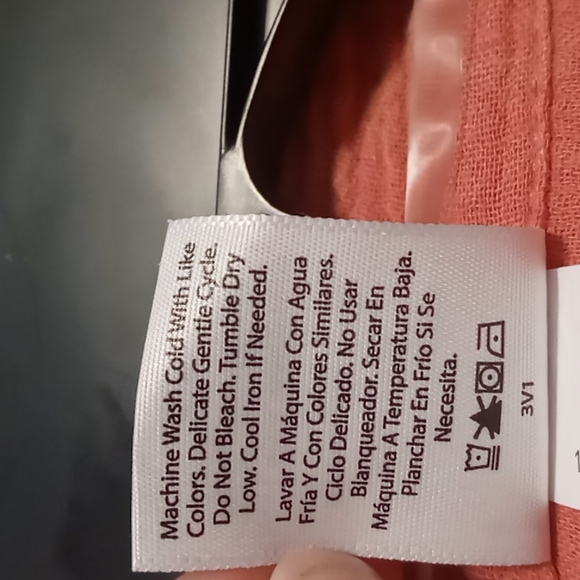 Machine Wash Cold With Like
Colors. Delicate Gentle Cycle.
Do Not Bleach. Tumble Dry
Low. Cool Iron If Needed.
Lavar A Máquina Con Agua
Fría Y Con Colores Similares.
Ciclo Delicado. No Usar
Blanqueador. Secar En
Máquina A Temperatura Baja.
Planchar En Frío Si Se
Necesita.
3V1